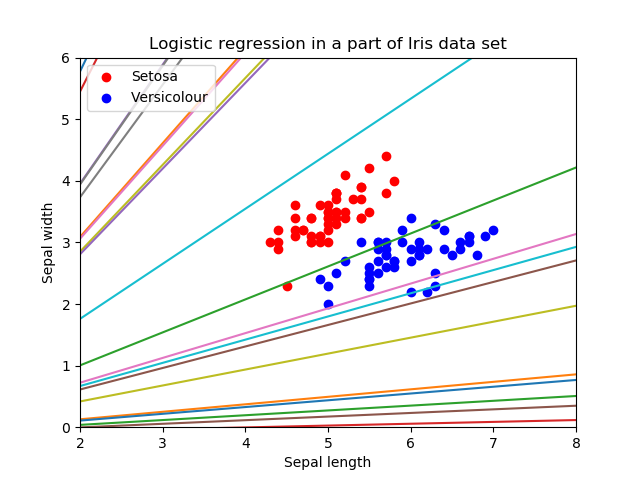 Logistic regression in a part of Iris data set
Setosa
Versicolour
Sepal width
6
5
4
3
2
1
0
2 3 4 5 6 7 8
Sepal length